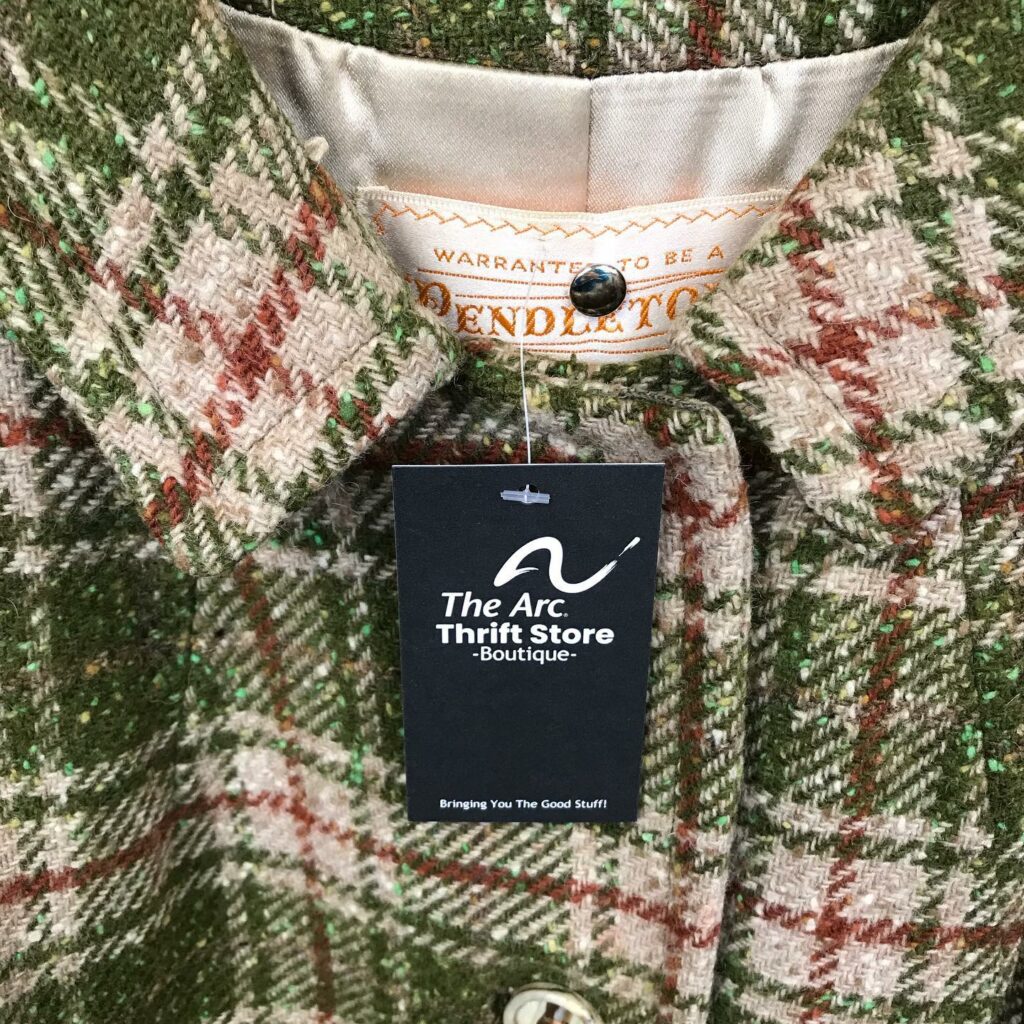 WARRANTED TO BE A
PENDLETON
The Arc®
Thrift Store
-Boutique-
Bringing You The Good Stuff!